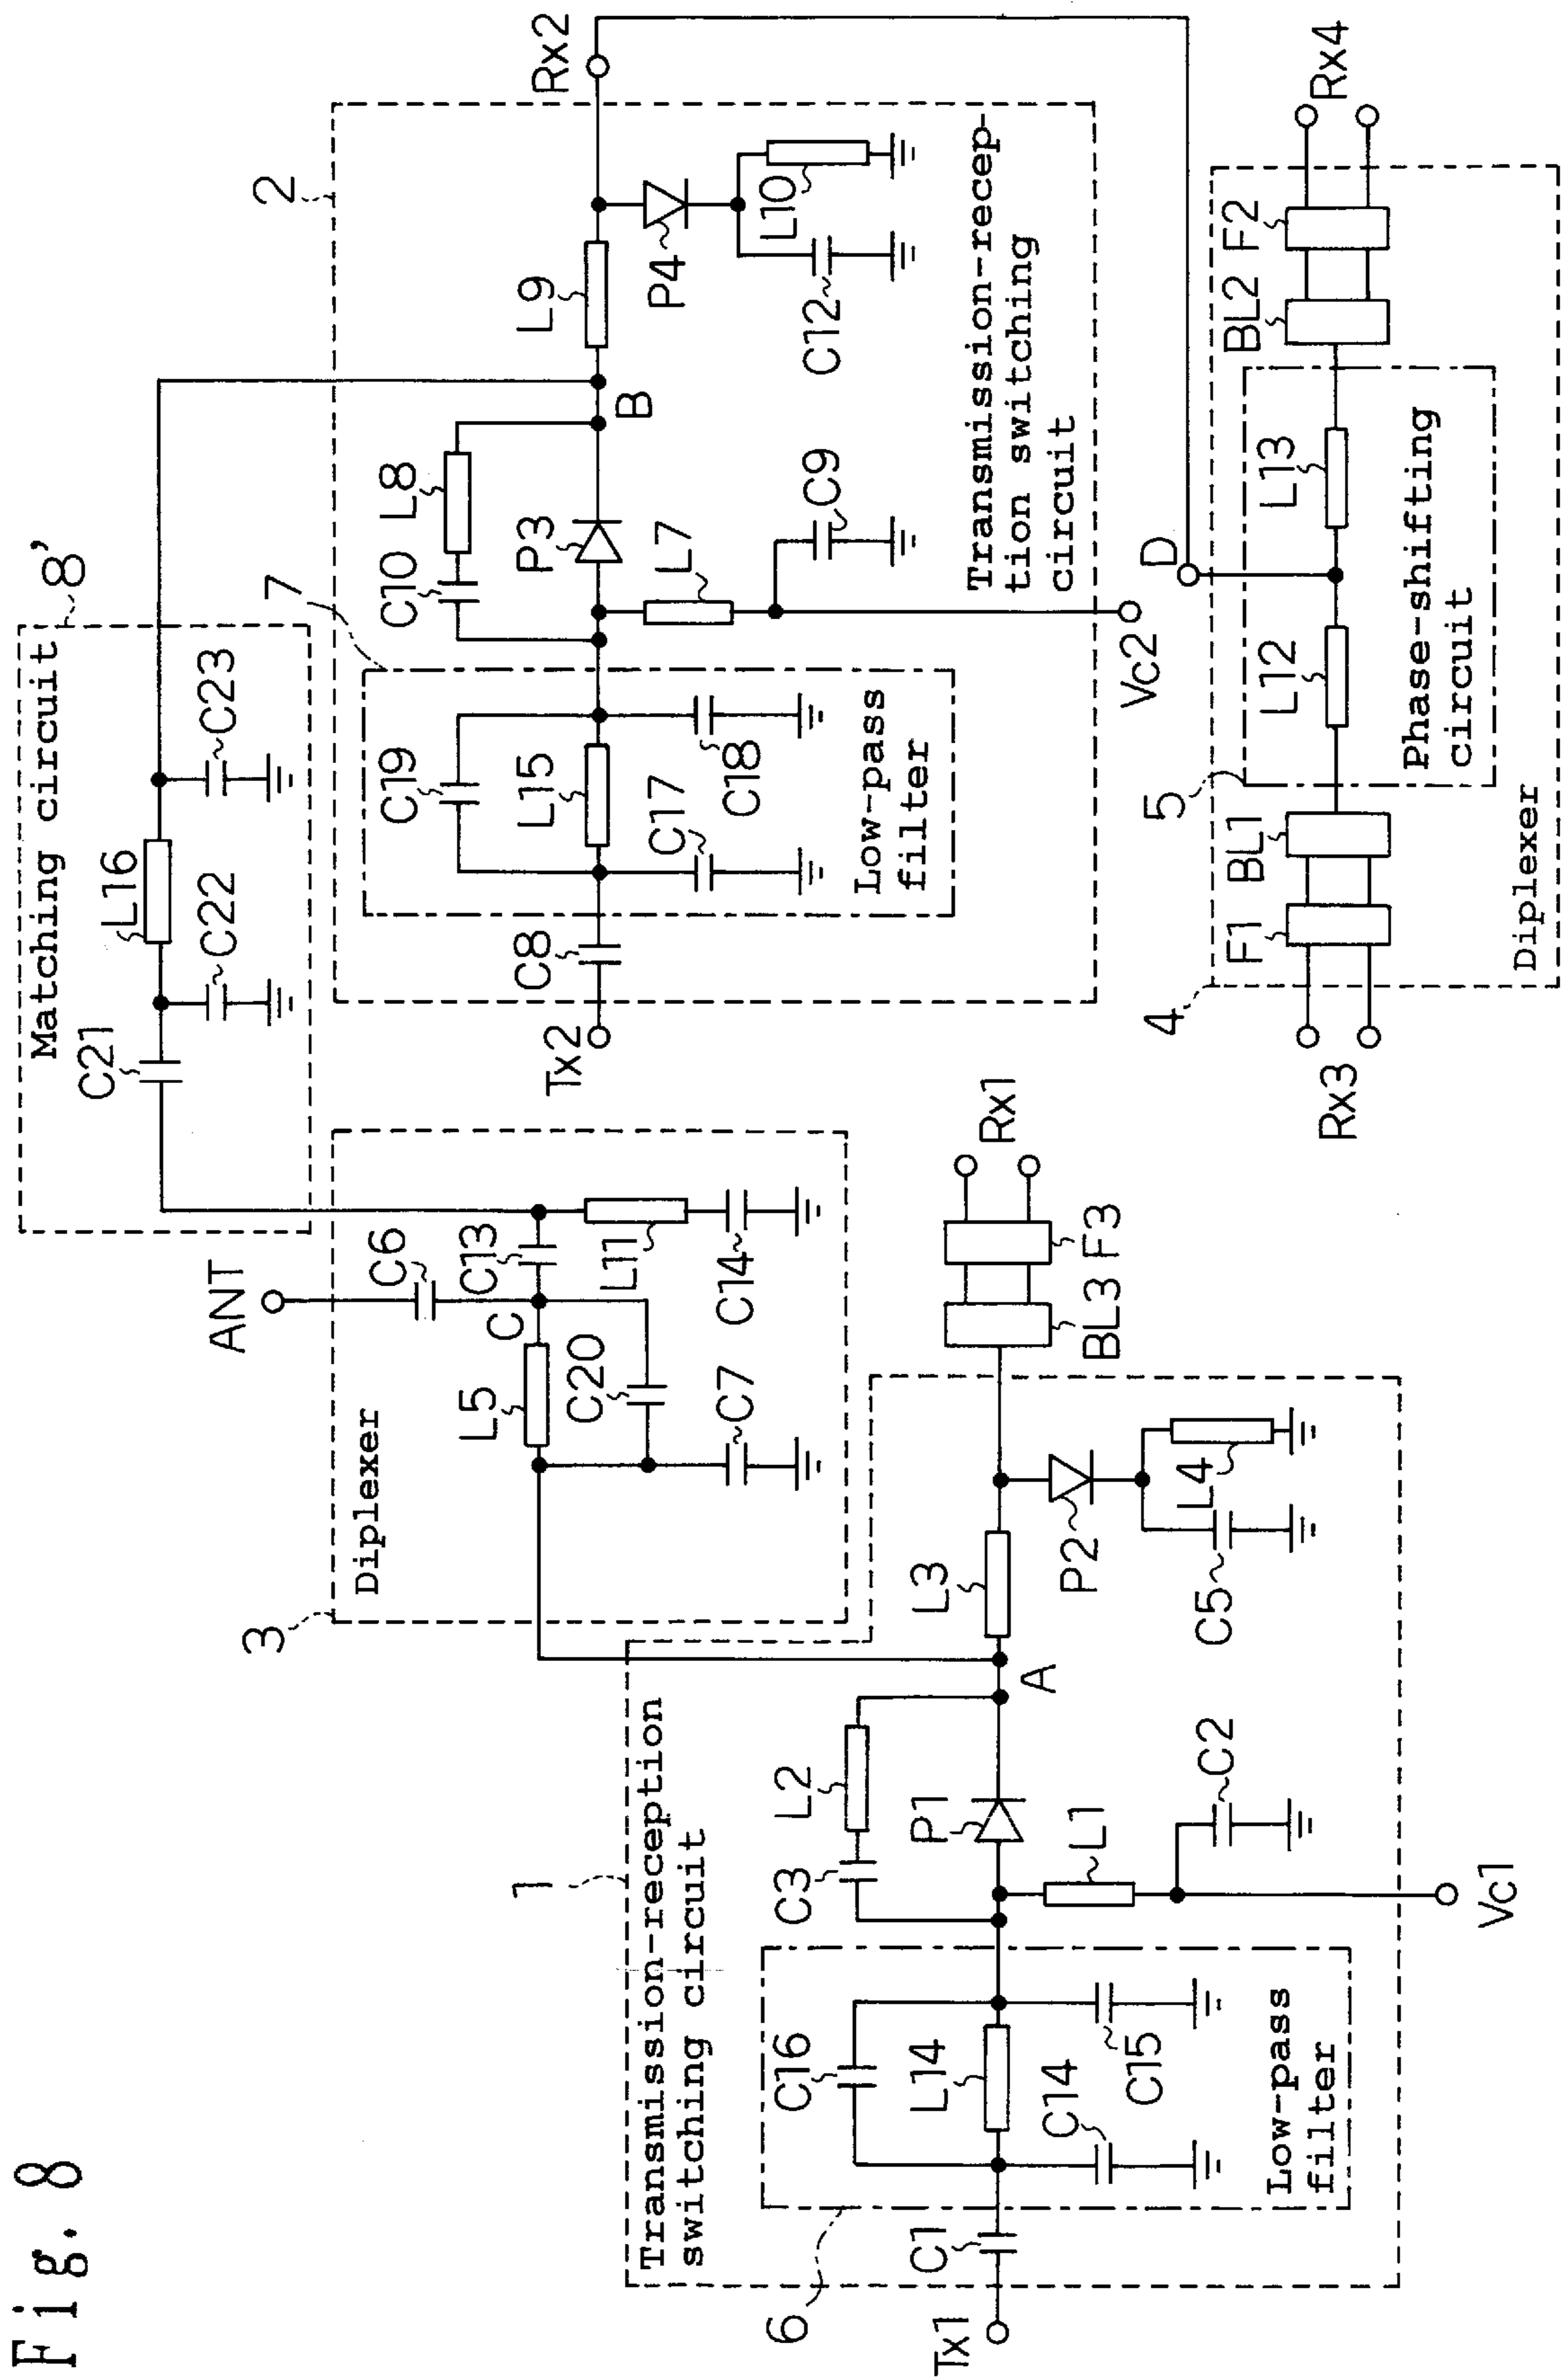 Fig. 8
Matching circuit
8'
C21
C22
L16
C23
ANT
C6
3
Diplexer
L5
C
C13
C20
C7
L11
C14
2
7
Tx2
C8
C19
L15
C17
C18
Low-pass
filter
C10
L8
P3
B
L7
C9
Vc2
L9
P4
L10
C12
Rx2
Transmission-recep-
tion switching
circuit
1
Transmission-reception
switching circuit
6
Tx1
C1
C16
L14
C14
C15
Low-pass
filter
C3
L2
P1
A
L1
C2
Vc1
L3
P2
L4
C5
BL3
F3
Rx1
4
5
D
Rx3
F1
BL1
L12
L13
BL2
F2
Rx4
Phase-shifting
circuit
Diplexer